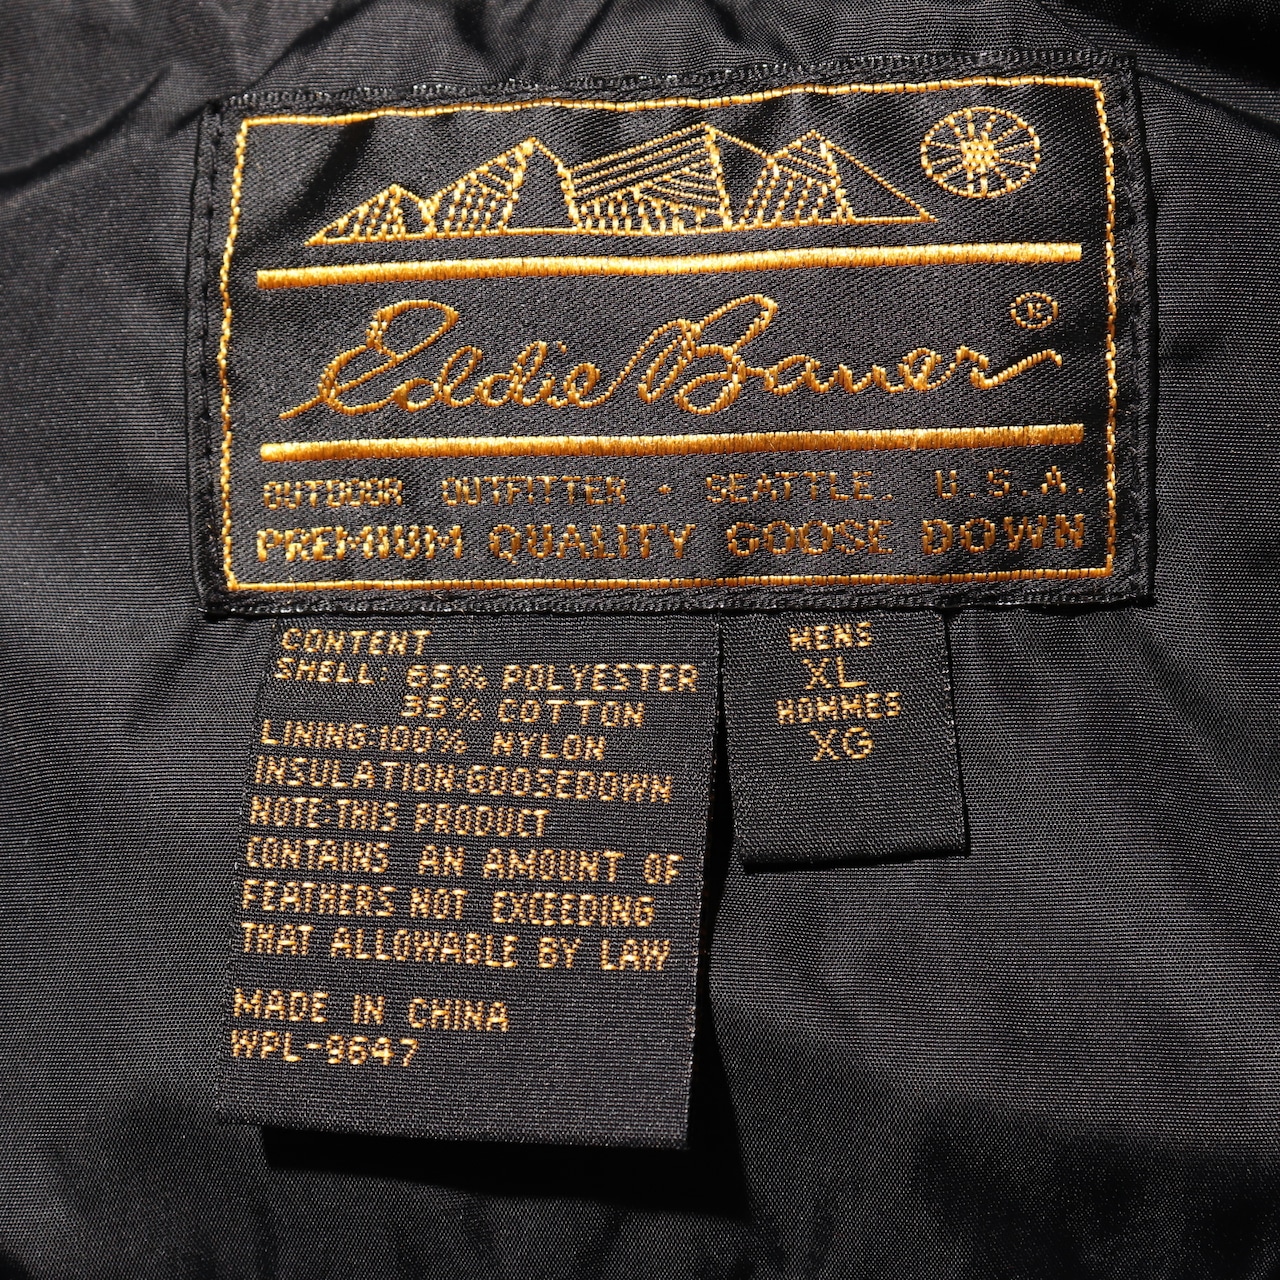 Eddie Bauer ®
OUTDOOR OUTFITTER · SEATTLE, U.S.A.
PREMIUM QUALITY GOOSE DOWN
CONTENT
SHELL: 65% POLYESTER
35% COTTON
LINING:100% NYLON
INSULATION:GOOSEDOWN
NOTE:THIS PRODUCT
CONTAINS AN AMOUNT OF
FEATHERS NOT EXCEEDING
THAT ALLOWABLE BY LAW
MADE IN CHINA
WPL-9647
MENS
XL
HOMMES
XG